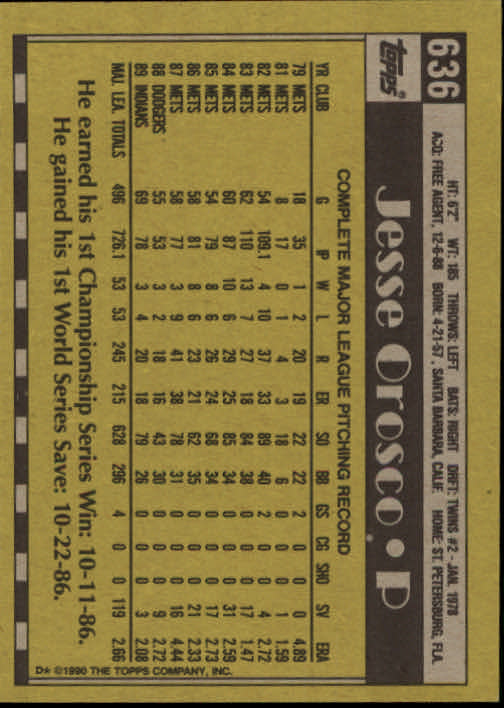 636
topps®
HT: 6'2" WT: 185 THROWS: LEFT BATS: RIGHT DRFT: TWINS #2 - JAN. 1978
ACQ: FREE AGENT, 12-6-88 BORN: 4-21-57, SANTA BARBARA, CALIF. HOME: ST. PETERSBURG, FLA.
Jesse Orosco • P
COMPLETE MAJOR LEAGUE PITCHING RECORD
YR CLUB G IP W L R ER SO BB GS CG SHO SV ERA
79 METS 18 35 1 2 20 19 22 22 2 0 0 0 4.89
81 METS 8 17 0 1 4 3 18 6 0 0 0 1 1.59
82 METS 54 109.1 4 10 37 33 89 40 2 0 0 4 2.72
83 METS 62 110 13 7 27 18 84 38 0 0 0 17 1.47
84 METS 60 87 10 6 29 25 85 34 0 0 0 31 2.59
85 METS 54 79 8 6 26 24 68 34 0 0 0 17 2.73
86 METS 58 81 8 6 23 21 62 35 0 0 0 21 2.33
87 METS 58 77 3 9 41 38 78 31 0 0 0 16 4.44
88 DODGERS 55 53 3 2 18 16 43 30 0 0 0 9 2.72
89 INDIANS 69 78 3 4 20 18 79 26 0 0 0 3 2.08
MAJ. LEA. TOTALS 496 726.1 53 53 245 215 628 296 4 0 0 119 2.66
He earned his 1st Championship Series Win: 10-11-86.
He gained his 1st World Series Save: 10-22-86.
D* ©1990 THE TOPPS COMPANY, INC.